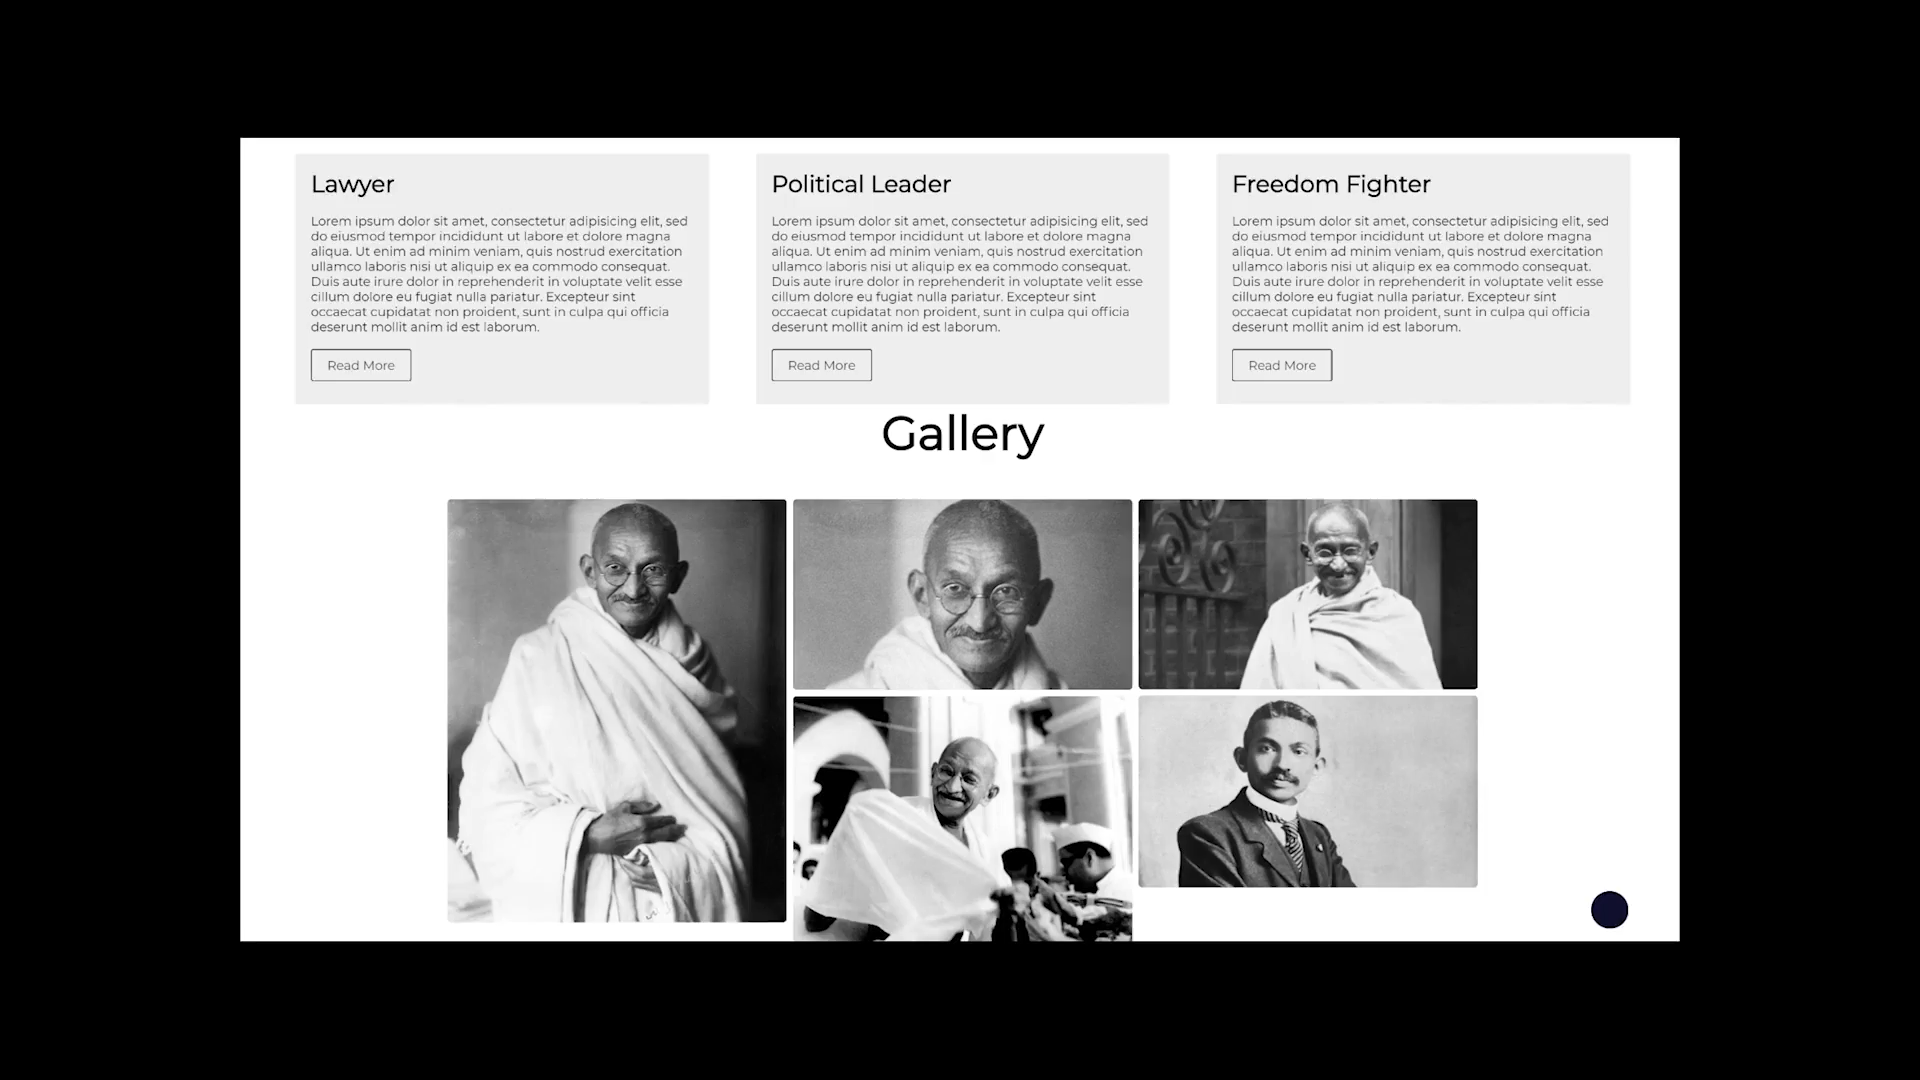 Lawyer
Lorem ipsum dolor sit amet, consectetur adipisicing elit, sed
do eiusmod tempor incididunt ut labore et dolore magna
aliqua. Ut enim ad minim veniam, quis nostrud exercitation
ullamco laboris nisi ut aliquip ex ea commodo consequat.
Duis aute irure dolor in reprehenderit in voluptate velit esse
cillum dolore eu fugiat nulla pariatur. Excepteur sint
occaecat cupidatat non proident, sunt in culpa qui officia
deserunt mollit anim id est laborum.
Read More
Political Leader
Lorem ipsum dolor sit amet, consectetur adipisicing elit, sed
do eiusmod tempor incididunt ut labore et dolore magna
aliqua. Ut enim ad minim veniam, quis nostrud exercitation
ullamco laboris nisi ut aliquip ex ea commodo consequat.
Duis aute irure dolor in reprehenderit in voluptate velit esse
cillum dolore eu fugiat nulla pariatur. Excepteur sint
occaecat cupidatat non proident, sunt in culpa qui officia
deserunt mollit anim id est laborum.
Read More
Freedom Fighter
Lorem ipsum dolor sit amet, consectetur adipisicing elit, sed
do eiusmod tempor incididunt ut labore et dolore magna
aliqua. Ut enim ad minim veniam, quis nostrud exercitation
ullamco laboris nisi ut aliquip ex ea commodo consequat.
Duis aute irure dolor in reprehenderit in voluptate velit esse
cillum dolore eu fugiat nulla pariatur. Excepteur sint
occaecat cupidatat non proident, sunt in culpa qui officia
deserunt mollit anim id est laborum.
Read More
Gallery